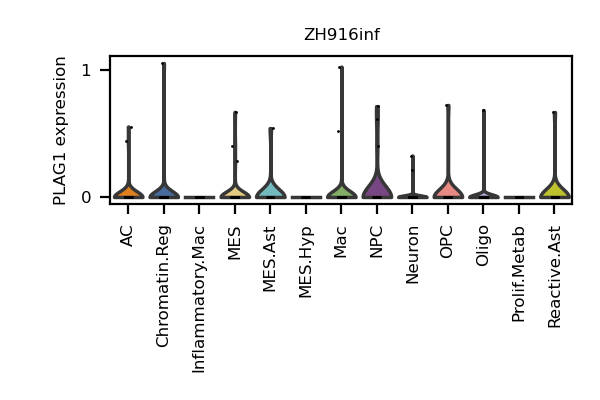 ZH916inf
PLAG1 expression
1
0
AC
Chromatin.Reg
Inflammatory.Mac
MES
MES.Ast
MES.Hyp
Mac
NPC
Neuron
OPC
Oligo
Prolif.Metab
Reactive.Ast